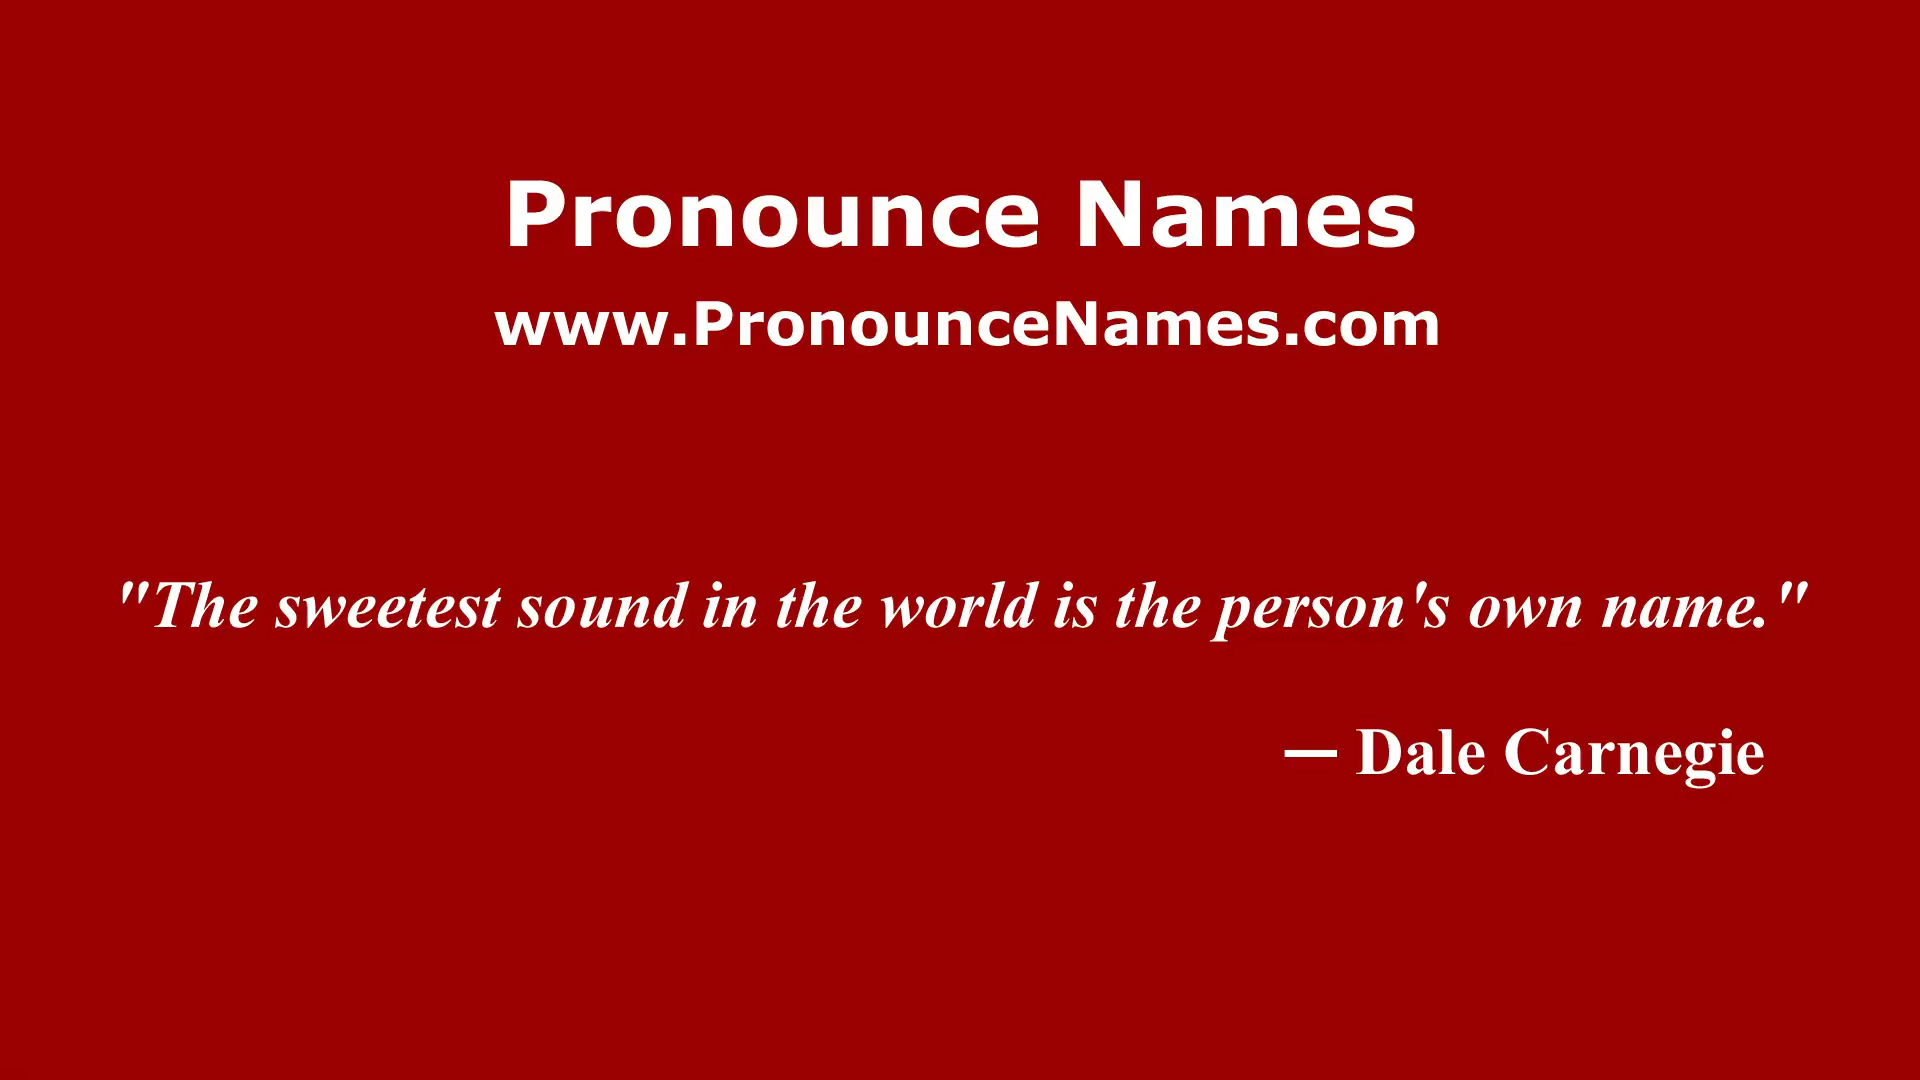 Pronounce Names
www.PronounceNames.com
"The sweetest sound in the world is the person's own name."
— Dale Carnegie